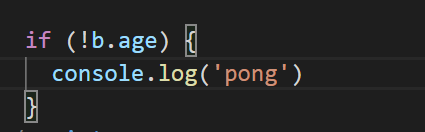 if (!b.age) {
  console.log('pong')
}